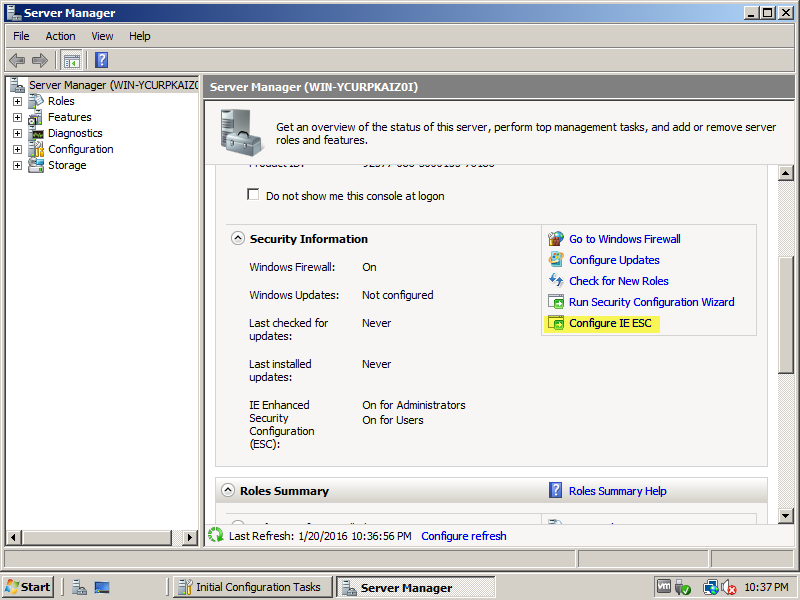 Server Manager
File Action View Help
Server Manager (WIN-YCURPKAIZ0
Roles
Features
Diagnostics
Configuration
Storage
Server Manager (WIN-YCURPKAIZ0I)
Get an overview of the status of this server, perform top management tasks, and add or remove server
roles and features.
Do not show me this console at logon
Security Information
Windows Firewall: On
Windows Updates: Not configured
Last checked for
updates:
Never
Last installed
updates:
Never
IE Enhanced
Security
Configuration
(ESC):
On for Administrators
On for Users
Go to Windows Firewall
Configure Updates
Check for New Roles
Run Security Configuration Wizard
Configure IE ESC
Roles Summary
Roles Summary Help
Last Refresh: 1/20/2016 10:36:56 PM Configure refresh
Start
Initial Configuration Tasks
Server Manager
vm
10:37 PM